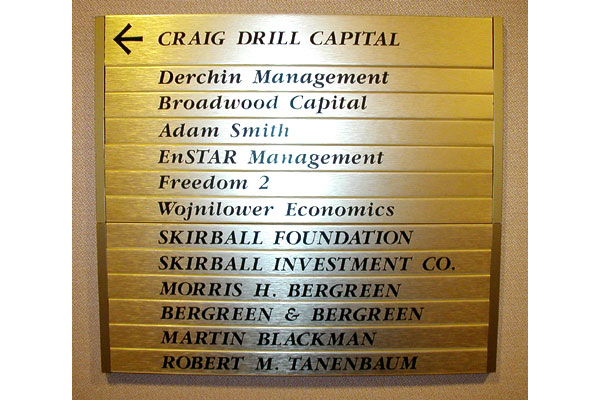 ← CRAIG DRILL CAPITAL
Derchin Management
Broadwood Capital
Adam Smith
EnSTAR Management
Freedom 2
Wojnilower Economics
SKIRBALL FOUNDATION
SKIRBALL INVESTMENT CO.
MORRIS H. BERGREEN
BERGREEN & BERGREEN
MARTIN BLACKMAN
ROBERT M. TANENBAUM